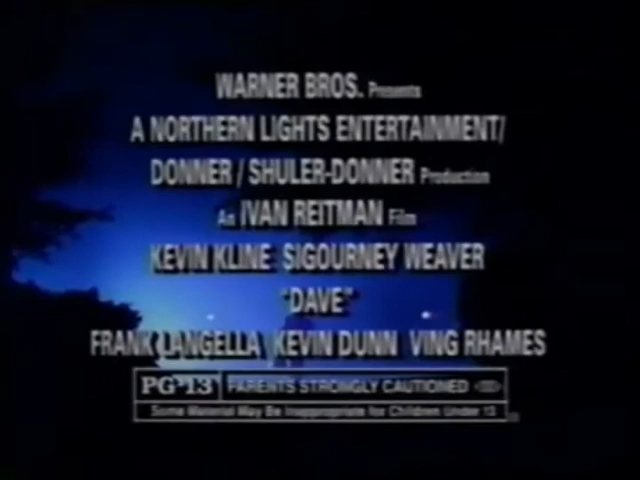 WARNER BROS. Presents
A NORTHERN LIGHTS ENTERTAINMENT/
DONNER / SHULER-DONNER Production
An IVAN REITMAN Film
KEVIN KLINE SIGOURNEY WEAVER
"DAVE"
FRANK LANGELLA KEVIN DUNN VING RHAMES
PG-13 PARENTS STRONGLY CAUTIONED
Some Material May Be Inappropriate for Children Under 13